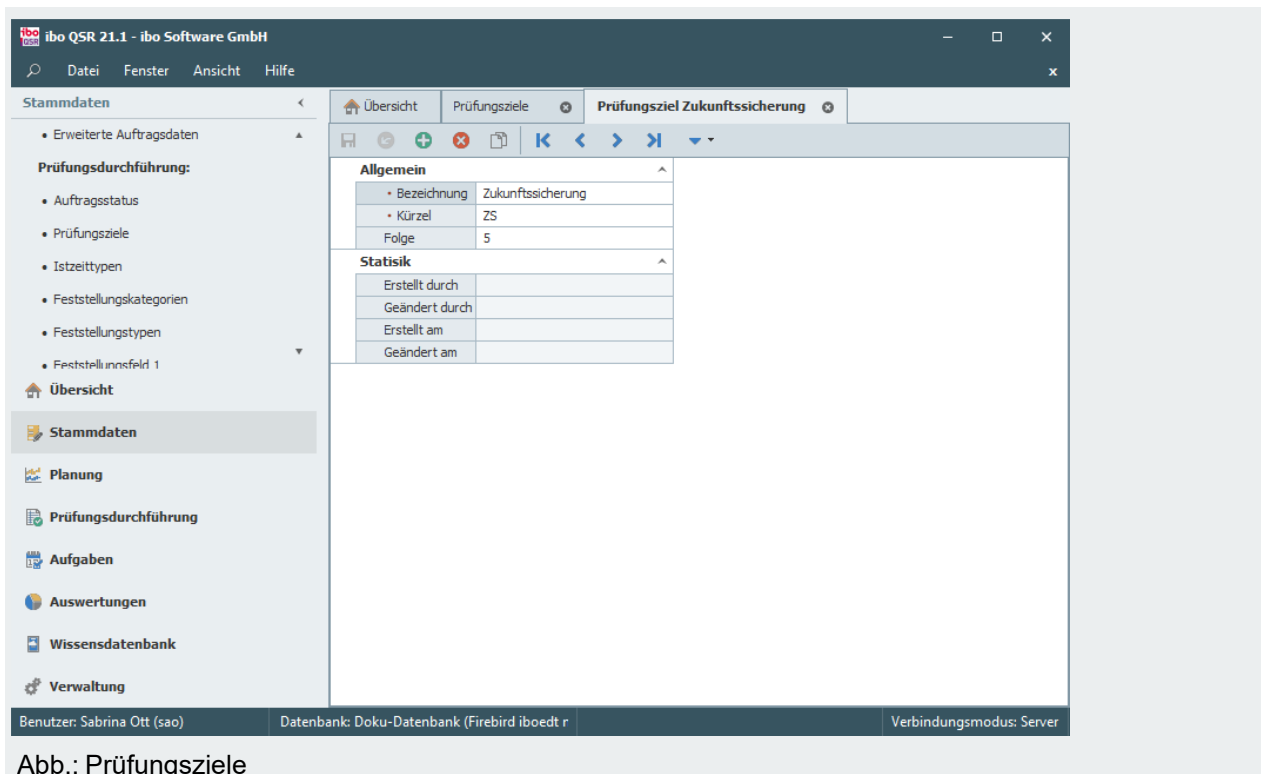 ibo QSR 21.1 - ibo Software GmbH
Datei Fenster Ansicht Hilfe
Stammdaten
Übersicht Prüfungsziele Prüfungsziel Zukunftssicherung
• Erweiterte Auftragsdaten
Prüfungsdurchführung:
• Auftragsstatus
• Prüfungsziele
• Istzeittypen
• Feststellungskategorien
• Feststellungstypen
• Feststellungsfeld 1
Übersicht
Stammdaten
Planung
Prüfungsdurchführung
Aufgaben
Auswertungen
Wissensdatenbank
Verwaltung
Allgemein
• Bezeichnung Zukunftssicherung
• Kürzel ZS
Folge 5
Statisik
Erstellt durch
Geändert durch
Erstellt am
Geändert am
Benutzer: Sabrina Ott (sao) Datenbank: Doku-Datenbank (Firebird iboedt r Verbindungsmodus: Server
Abb.: Prüfungsziele